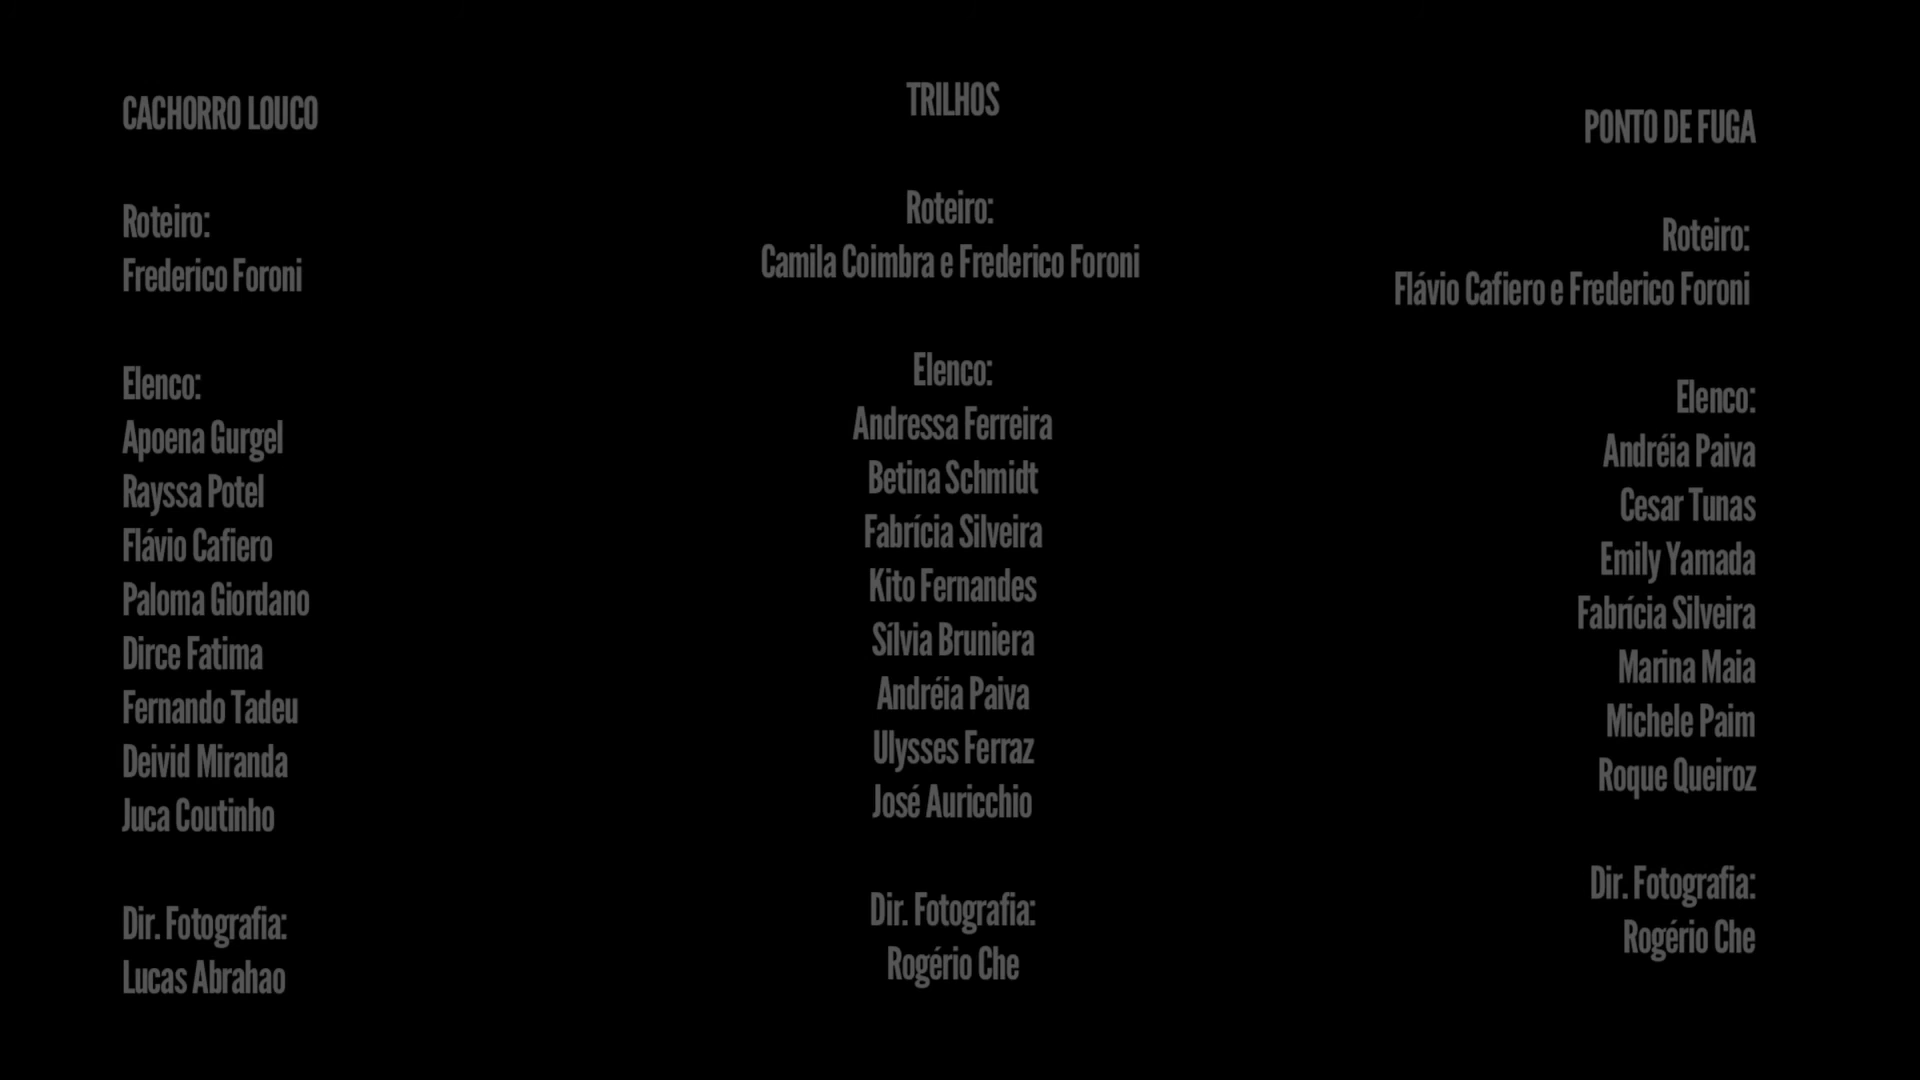 CACHORRO LOUCO
Roteiro:
Frederico Foroni
Elenco:
Apoena Gurgel
Rayssa Potel
Flávio Cafiero
Paloma Giordano
Dirce Fatima
Fernando Tadeu
Deivid Miranda
Juca Coutinho
Dir. Fotografia:
Lucas Abrahao
TRILHOS
Roteiro:
Camila Coimbra e Frederico Foroni
Elenco:
Andressa Ferreira
Betina Schmidt
Fabrícia Silveira
Kito Fernandes
Sílvia Bruniera
Andréia Paiva
Ulysses Ferraz
José Auricchio
Dir. Fotografia:
Rogério Che
PONTO DE FUGA
Roteiro:
Flávio Cafiero e Frederico Foroni
Elenco:
Andréia Paiva
Cesar Tunas
Emily Yamada
Fabrícia Silveira
Marina Maia
Michele Paim
Roque Queiroz
Dir. Fotografia:
Rogério Che